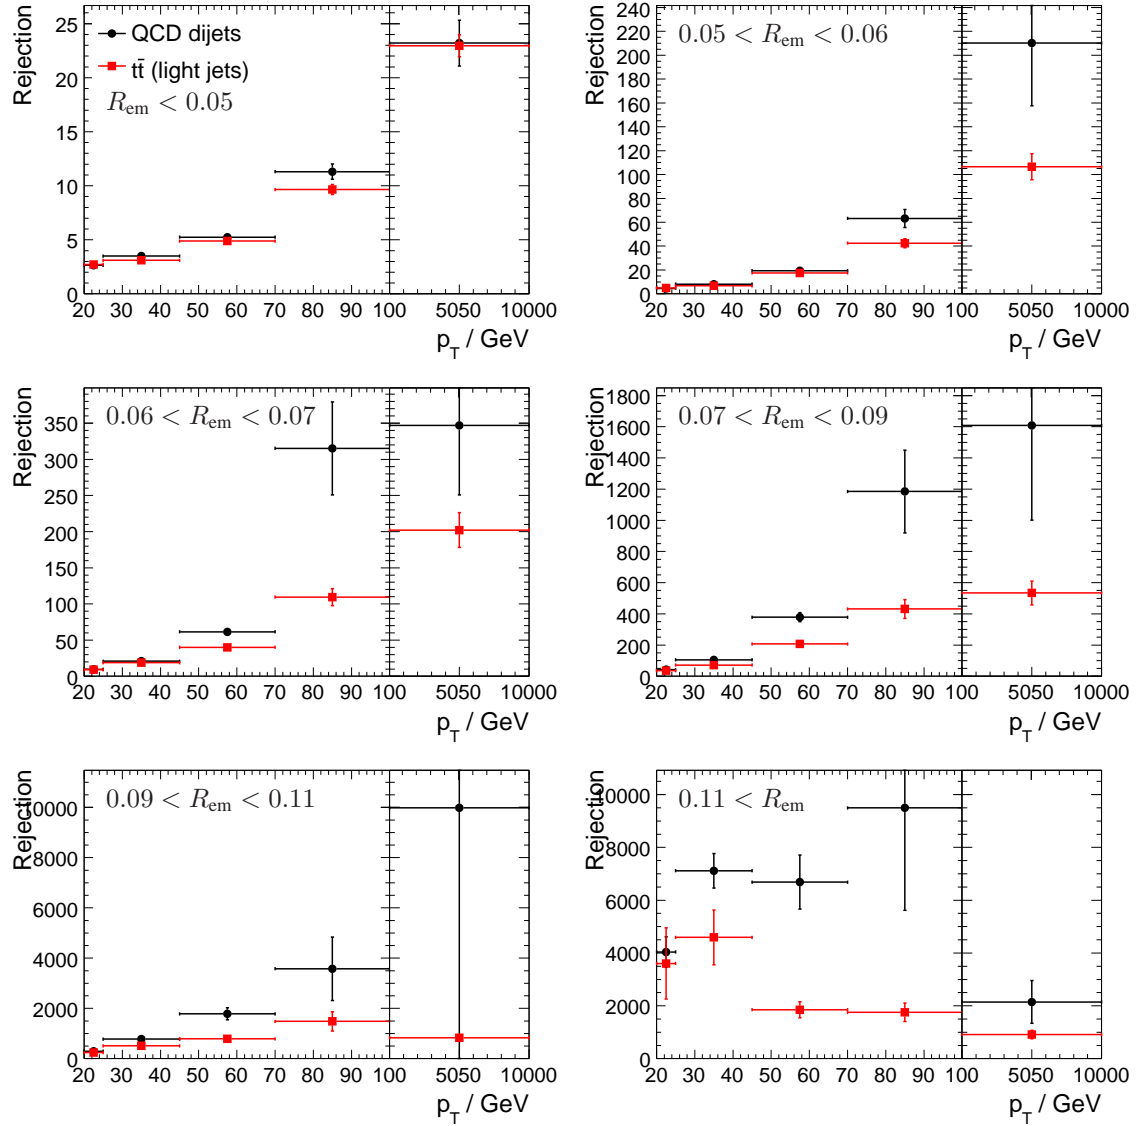 Rejection
25
20
15
10
5
0
QCD dijets
tt̄ (light jets)
R_em < 0.05
20 30 40 50 60 70 80 90 100 5050 10000
p_T / GeV
Rejection
240
220
200
180
160
140
120
100
80
60
40
20
0
0.05 < R_em < 0.06
20 30 40 50 60 70 80 90 100 5050 10000
p_T / GeV
Rejection
350
300
250
200
150
100
50
0
0.06 < R_em < 0.07
20 30 40 50 60 70 80 90 100 5050 10000
p_T / GeV
Rejection
1800
1600
1400
1200
1000
800
600
400
200
0
0.07 < R_em < 0.09
20 30 40 50 60 70 80 90 100 5050 10000
p_T / GeV
Rejection
10000
8000
6000
4000
2000
0
0.09 < R_em < 0.11
20 30 40 50 60 70 80 90 100 5050 10000
p_T / GeV
Rejection
10000
8000
6000
4000
2000
0
0.11 < R_em
20 30 40 50 60 70 80 90 100 5050 10000
p_T / GeV